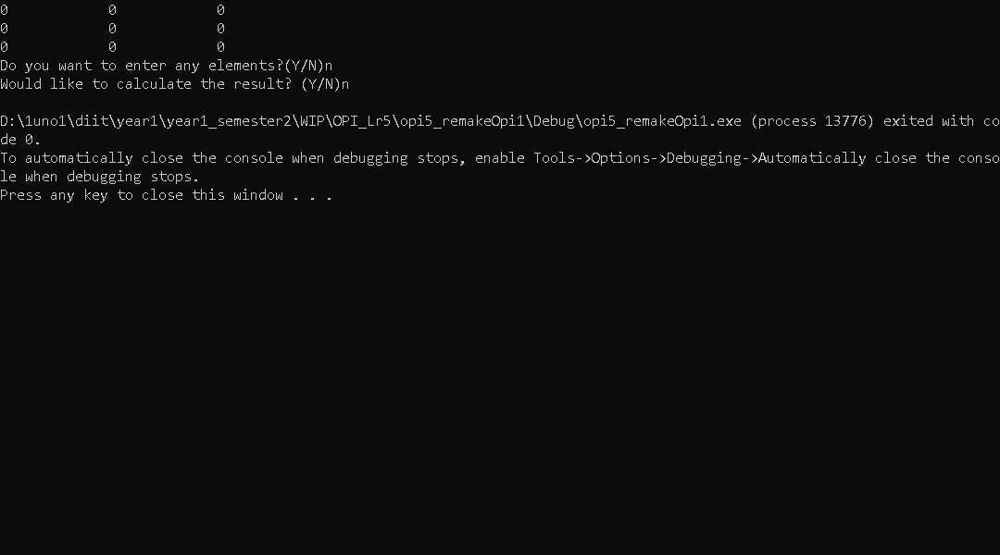 0 0 0
0 0 0
0 0 0
Do you want to enter any elements?(Y/N)n
Would like to calculate the result? (Y/N)n
D:\1uno1\diit\year1\year1_semester2\WIP\OPI_Lr5\opi5_remakeOpi1\Debug\opi5_remakeOpi1.exe (process 13776) exited with co
de 0.
To automatically close the console when debugging stops, enable Tools->Options->Debugging->Automatically close the conso
le when debugging stops.
Press any key to close this window . . .